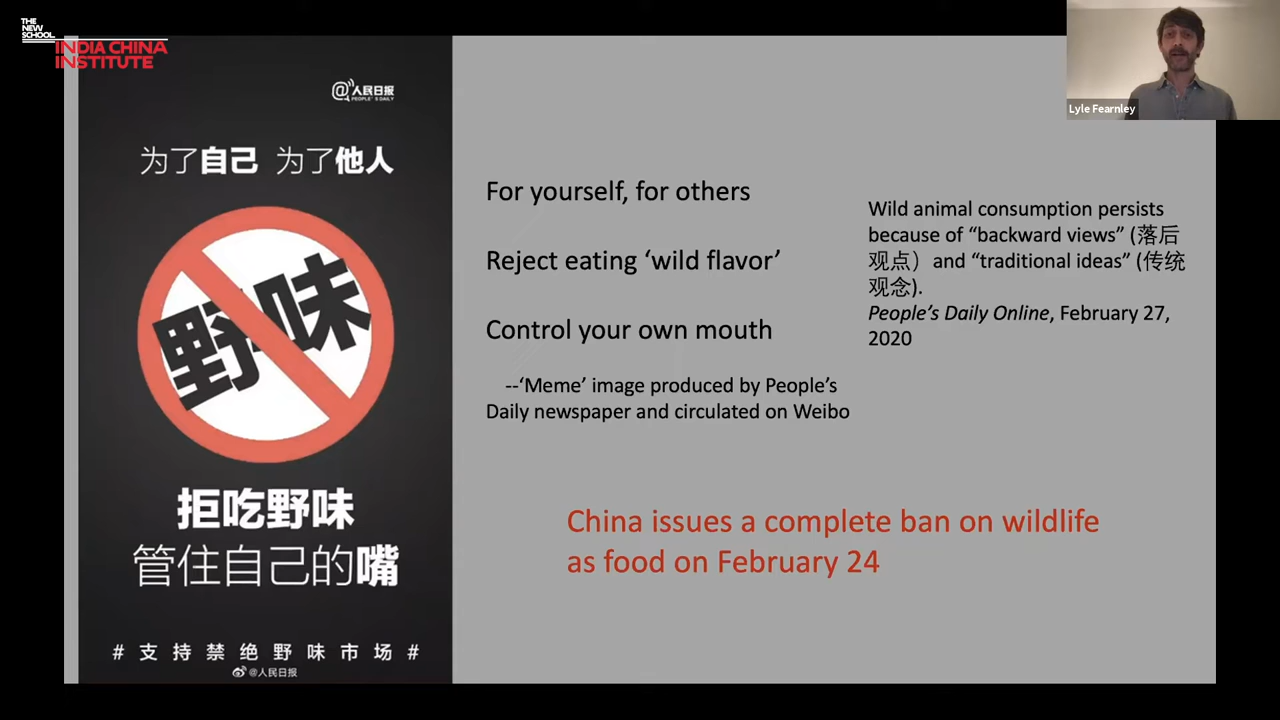 THE
NEW
SCHOOL
INDIA CHINA
INSTITUTE
@人民日报
PEOPLE'S DAILY
为了自己 为了他人
野味
拒吃野味
管住自己的嘴
#支持禁绝野味市场#
@人民日报
For yourself, for others
Reject eating ‘wild flavor’
Control your own mouth
--‘Meme’ image produced by People’s
Daily newspaper and circulated on Weibo
Wild animal consumption persists
because of “backward views” (落后
观点）and “traditional ideas” (传统
观念).
People’s Daily Online, February 27,
2020
China issues a complete ban on wildlife
as food on February 24
Lyle Fearnley